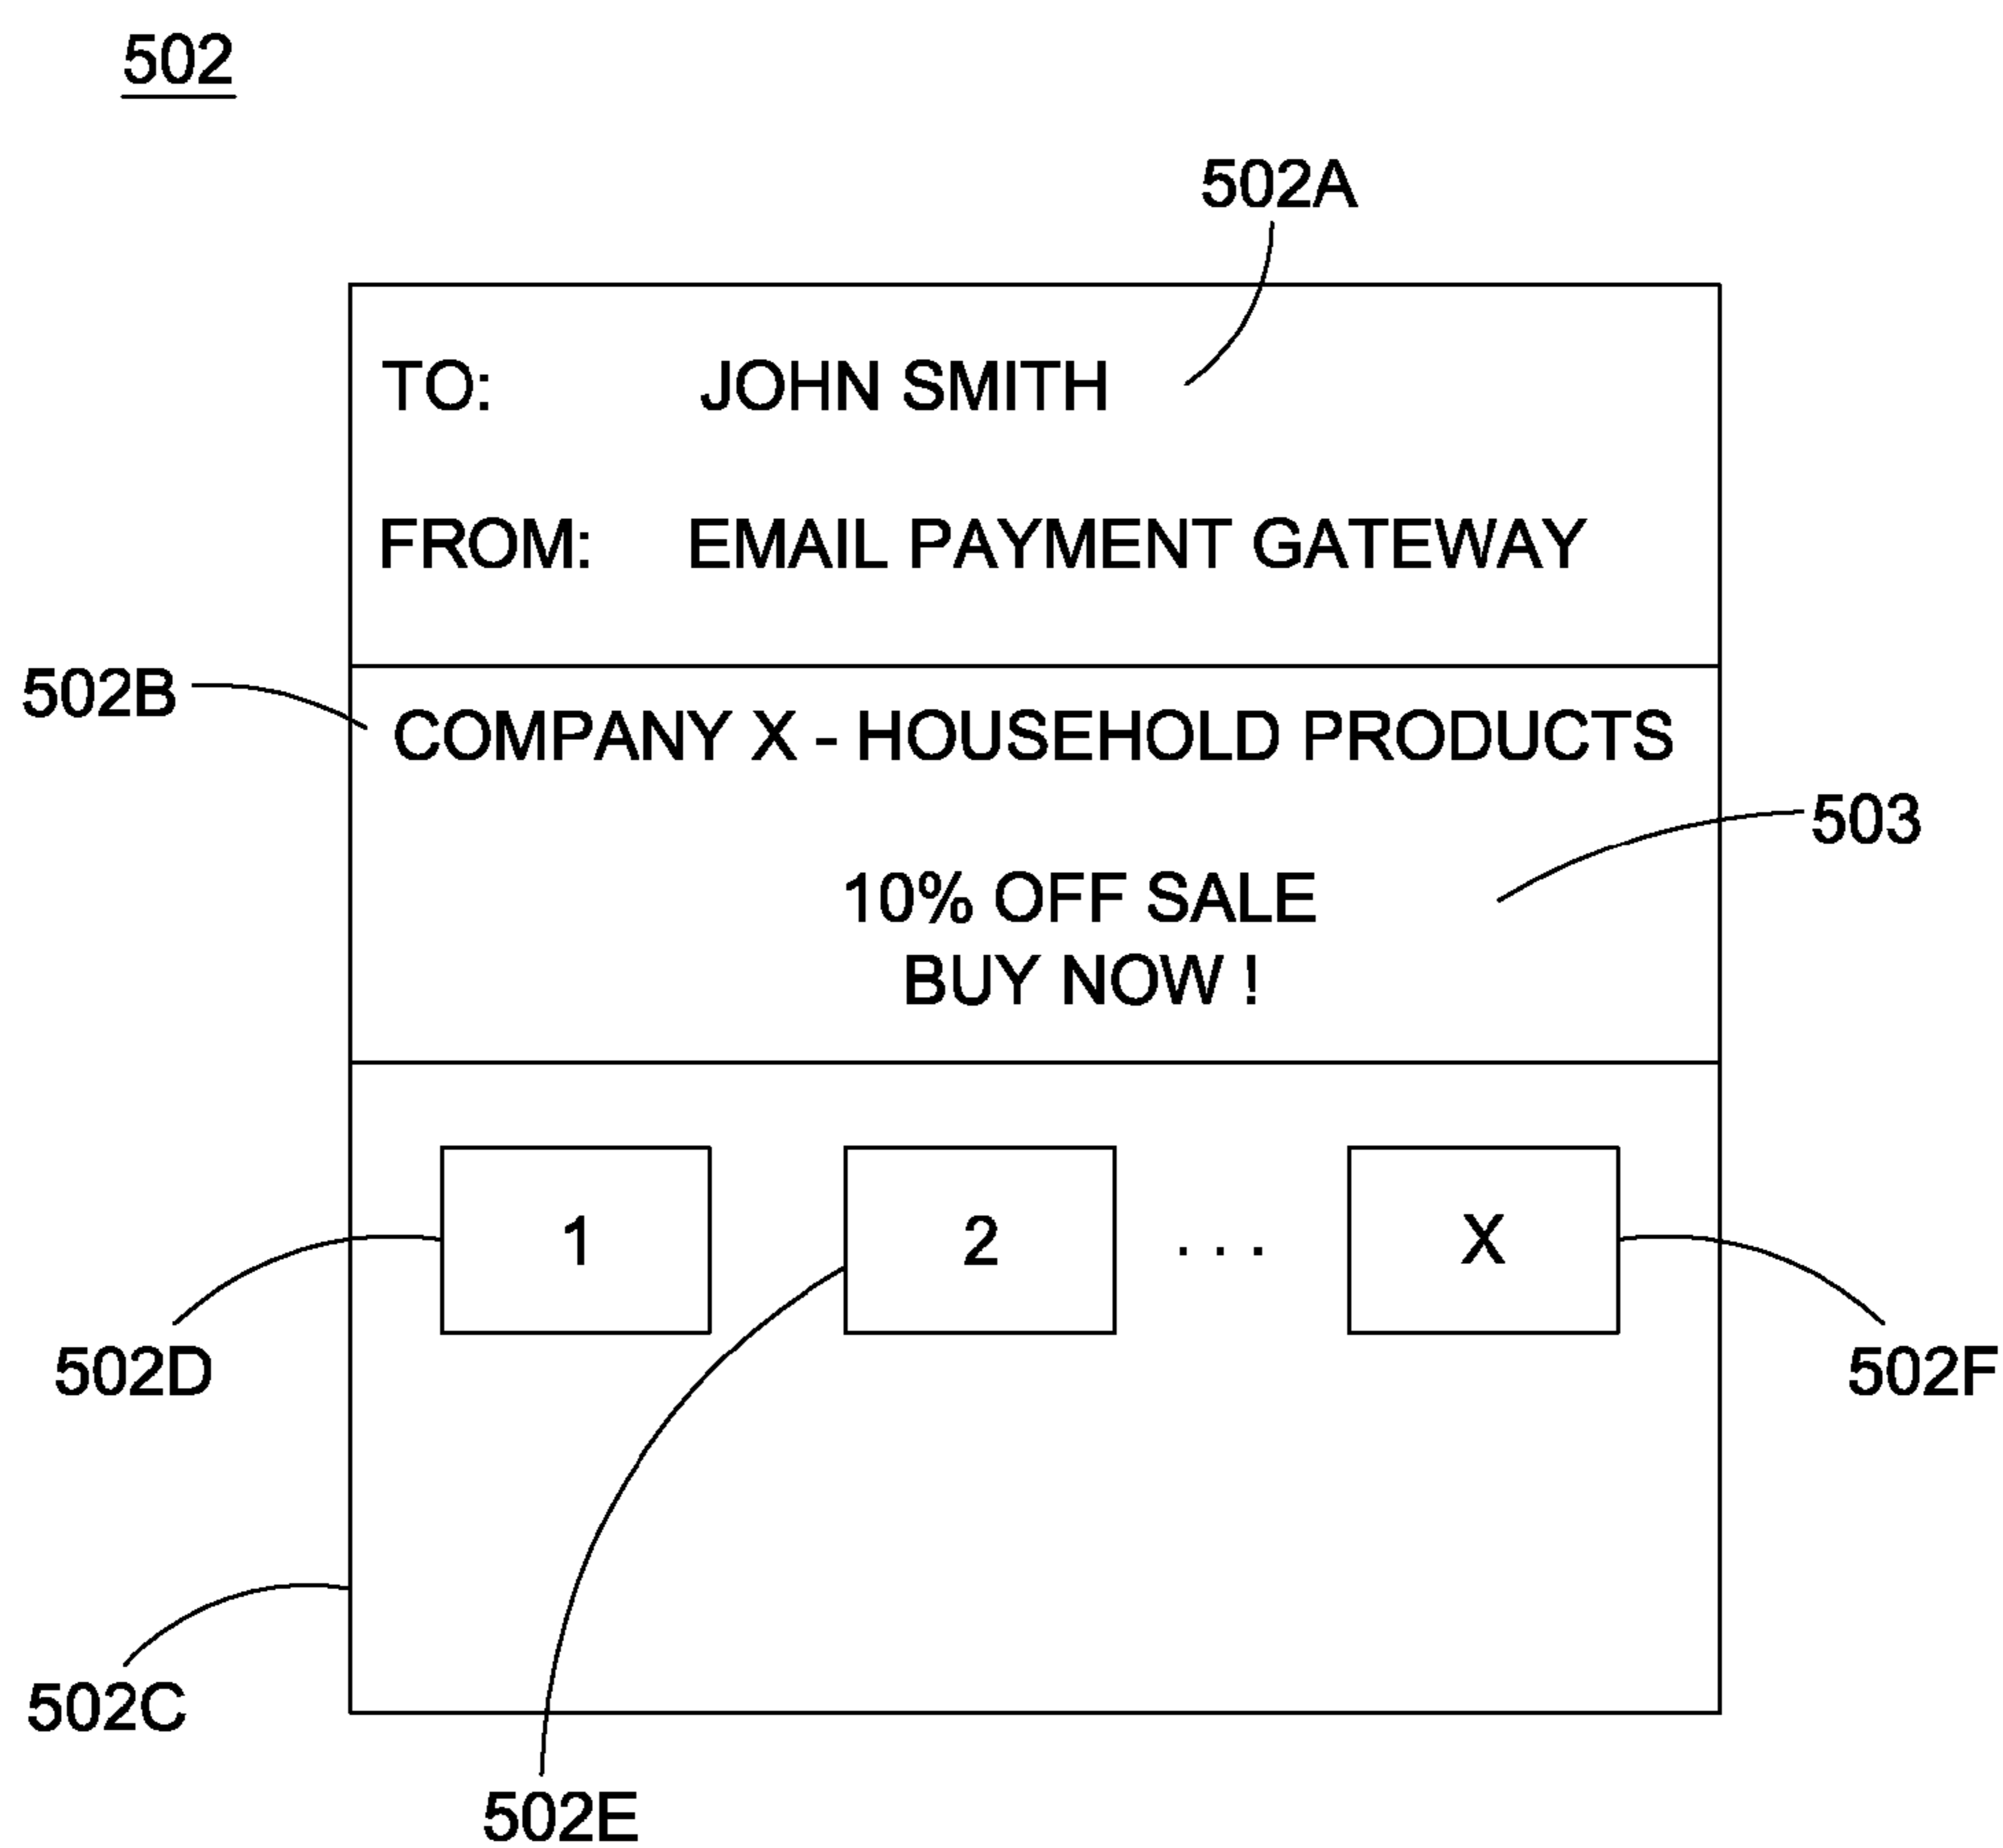 502
502A
TO: JOHN SMITH
FROM: EMAIL PAYMENT GATEWAY
502B
COMPANY X - HOUSEHOLD PRODUCTS
503
10% OFF SALE
BUY NOW !
1 2 . . . X
502D
502F
502C
502E